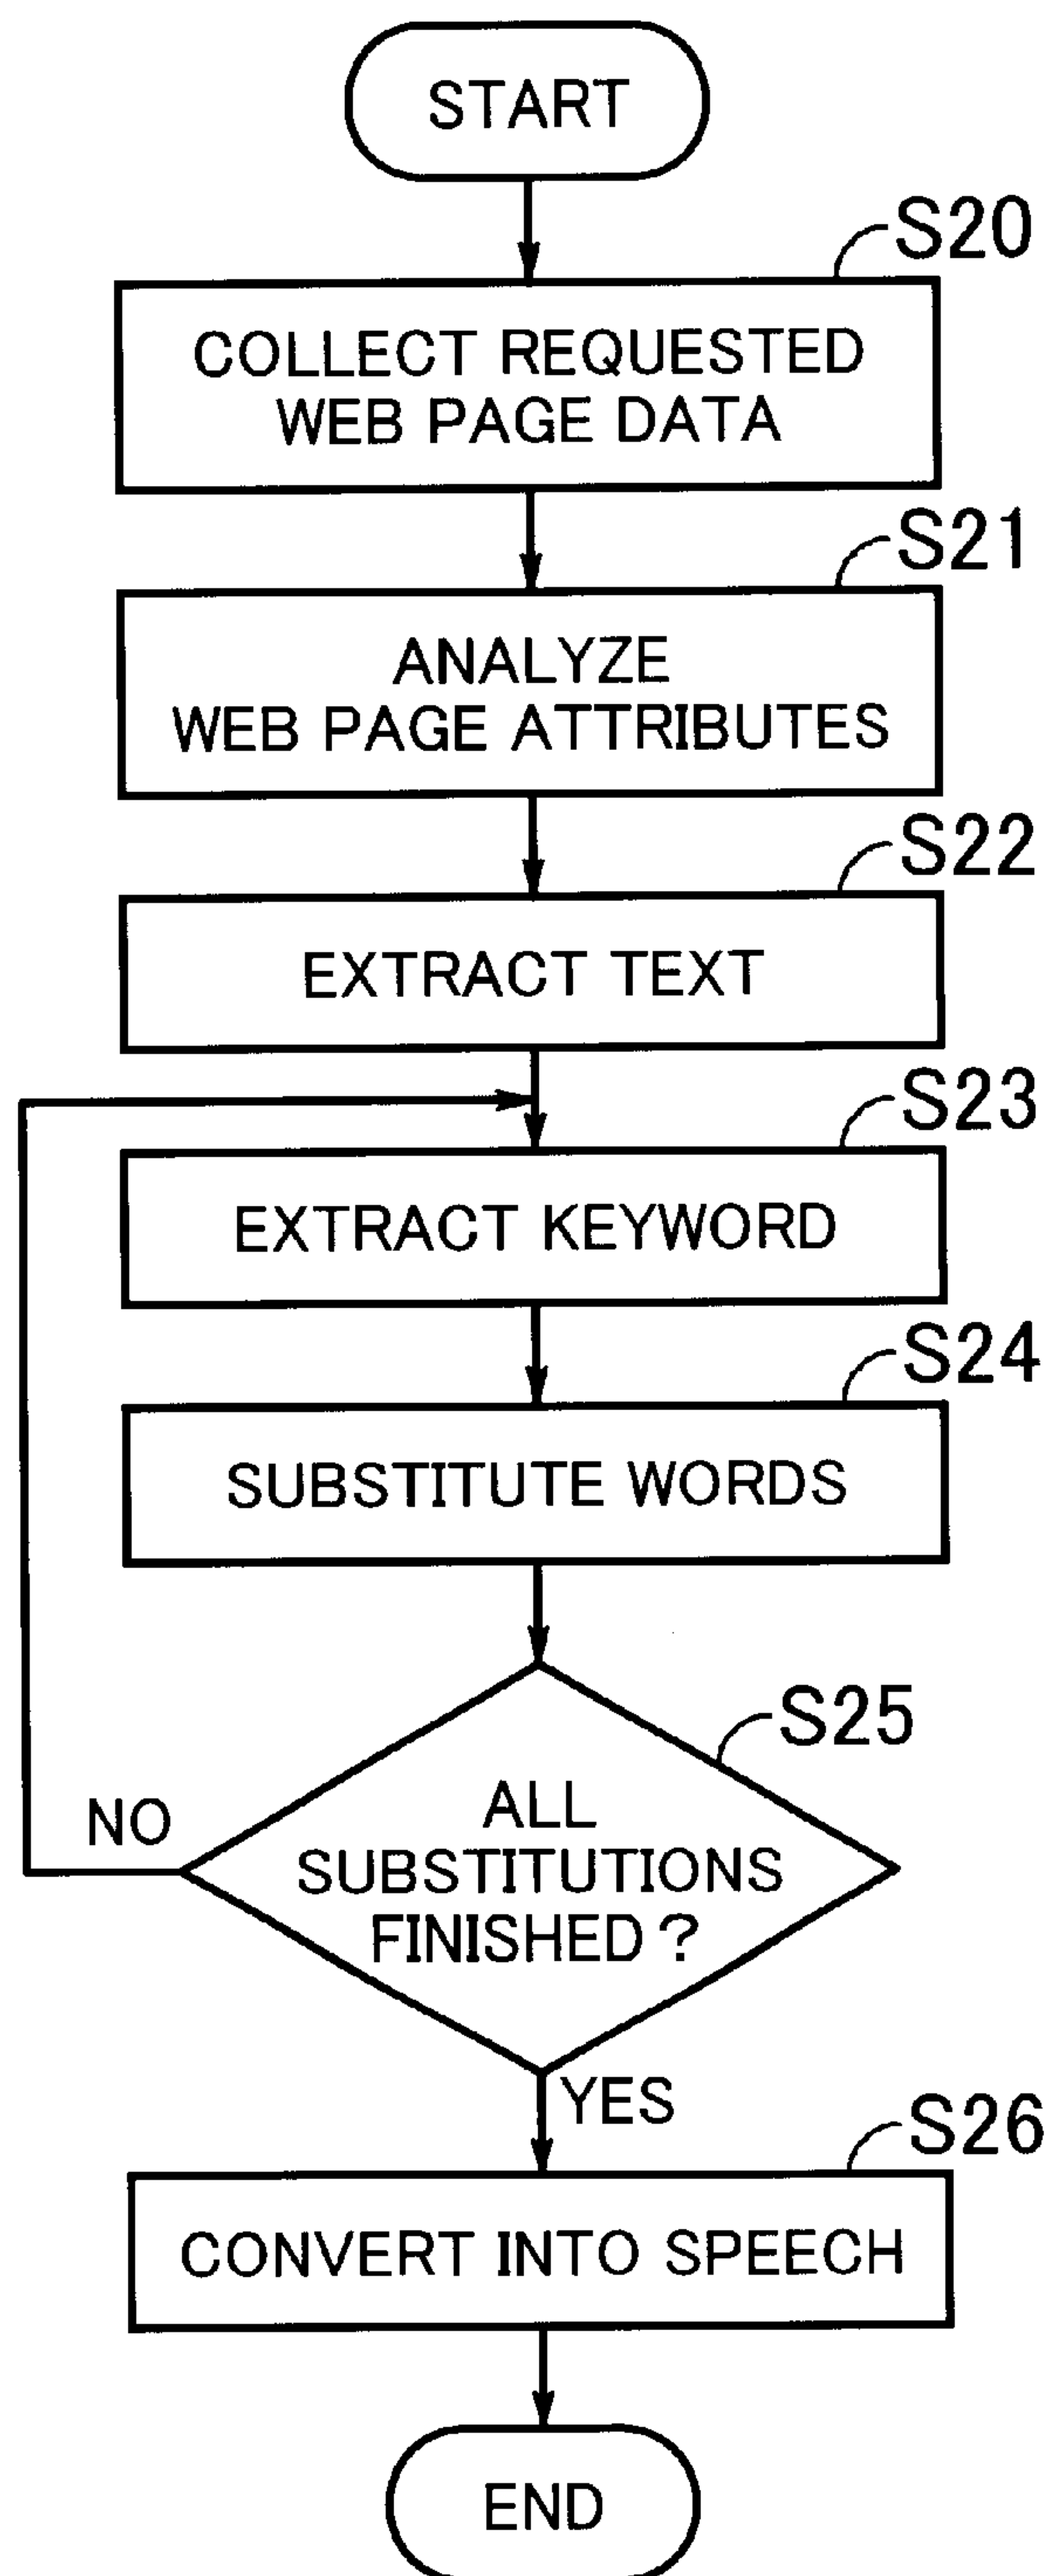 START
S20
COLLECT REQUESTED
WEB PAGE DATA
S21
ANALYZE
WEB PAGE ATTRIBUTES
S22
EXTRACT TEXT
S23
EXTRACT KEYWORD
S24
SUBSTITUTE WORDS
S25
ALL
SUBSTITUTIONS
FINISHED ?
NO
YES
S26
CONVERT INTO SPEECH
END